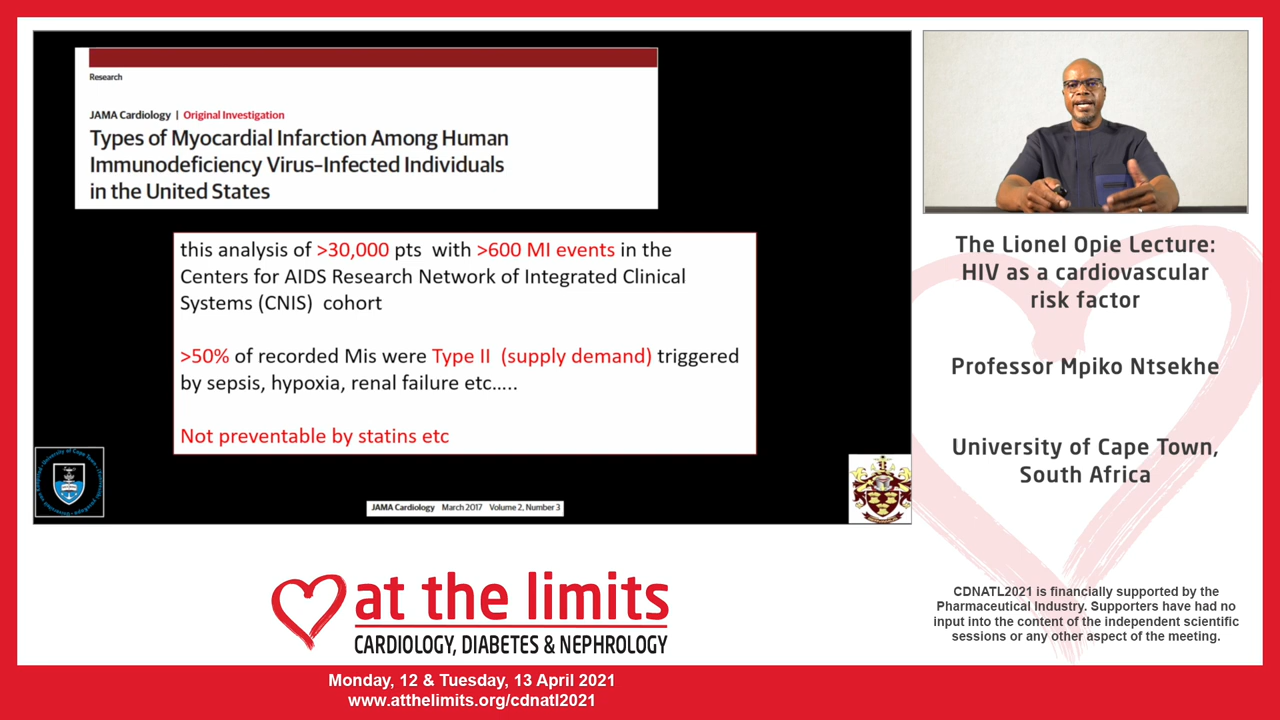 Research
JAMA Cardiology | Original Investigation
Types of Myocardial Infarction Among Human
Immunodeficiency Virus–Infected Individuals
in the United States
this analysis of >30,000 pts with >600 MI events in the
Centers for AIDS Research Network of Integrated Clinical
Systems (CNIS) cohort
>50% of recorded Mis were Type II (supply demand) triggered
by sepsis, hypoxia, renal failure etc…..
Not preventable by statins etc
JAMA Cardiology March 2017 Volume 2, Number 3
The Lionel Opie Lecture:
HIV as a cardiovascular
risk factor
Professor Mpiko Ntsekhe
University of Cape Town,
South Africa
CDNATL2021 is financially supported by the
Pharmaceutical Industry. Supporters have had no
input into the content of the independent scientific
sessions or any other aspect of the meeting.
at the limits
CARDIOLOGY, DIABETES & NEPHROLOGY
Monday, 12 & Tuesday, 13 April 2021
www.atthelimits.org/cdnatl2021